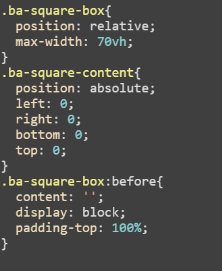 .ba-square-box{
  position: relative;
  max-width: 70vh;
}
.ba-square-content{
  position: absolute;
  left: 0;
  right: 0;
  bottom: 0;
  top: 0;
}
.ba-square-box:before{
  content: '';
  display: block;
  padding-top: 100%;
}